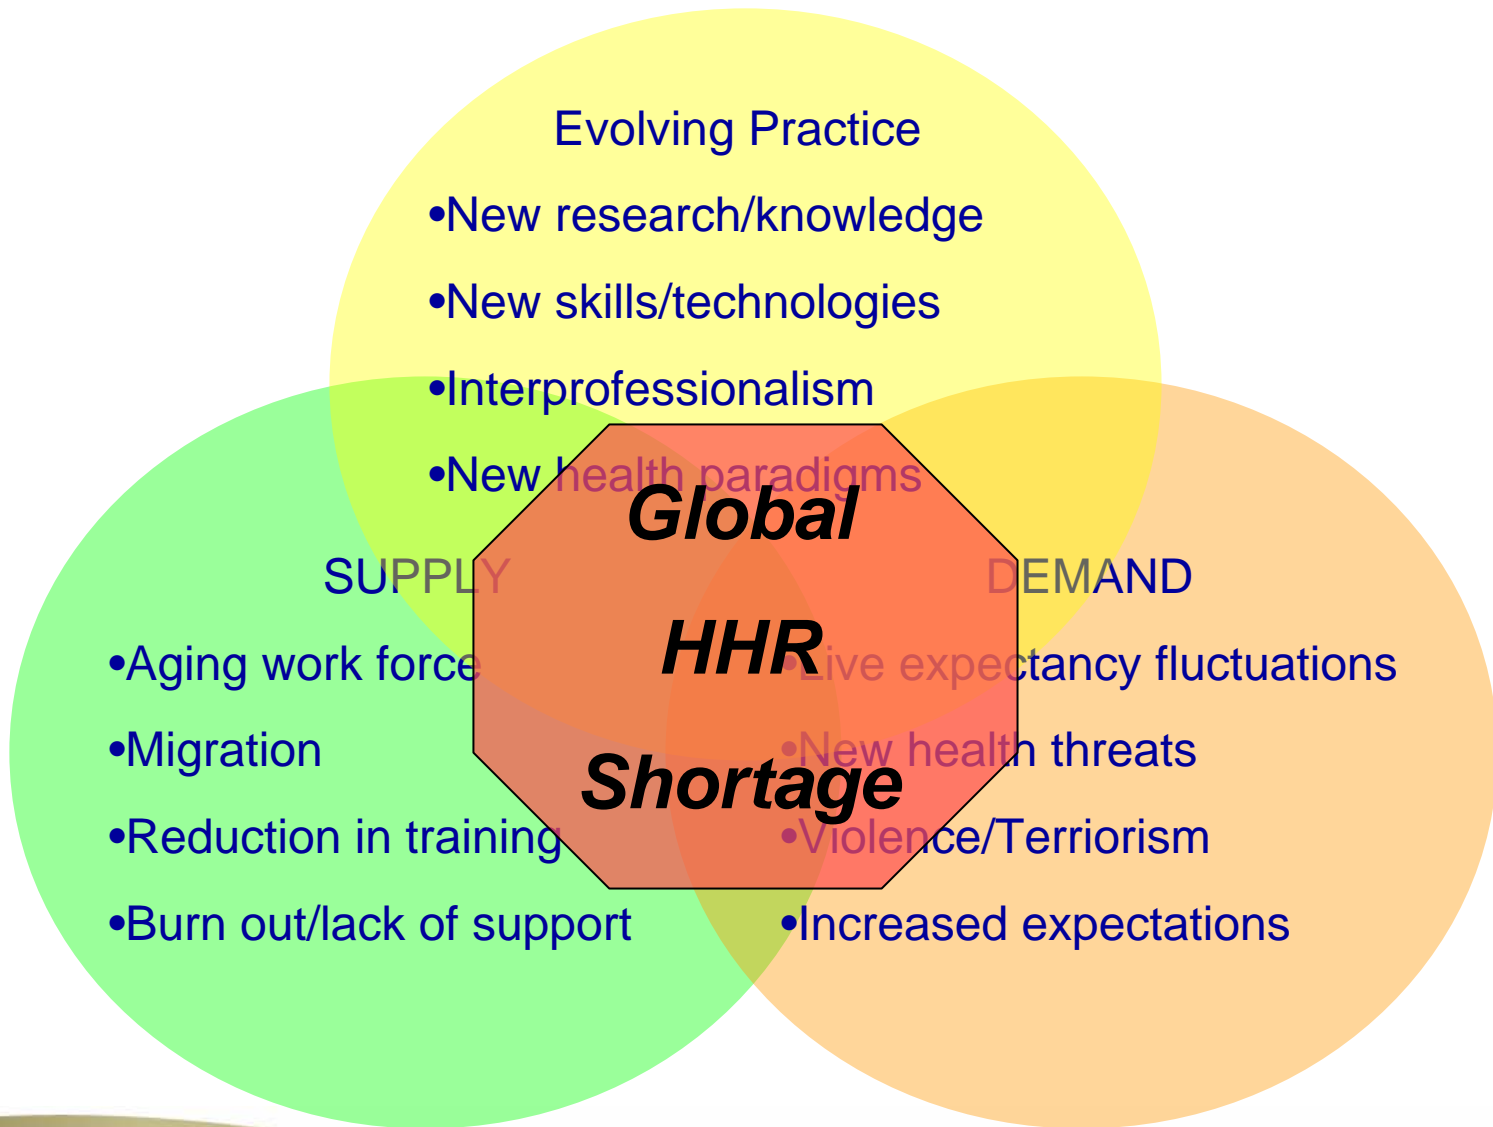 Evolving Practice
•New research/knowledge
•New skills/technologies
•Interprofessionalism
•New health paradigms
Global
HHR
Shortage
SUPPLY
•Aging work force
•Migration
•Reduction in training
•Burn out/lack of support
DEMAND
•Live expectancy fluctuations
•New health threats
•Violence/Terriorism
•Increased expectations